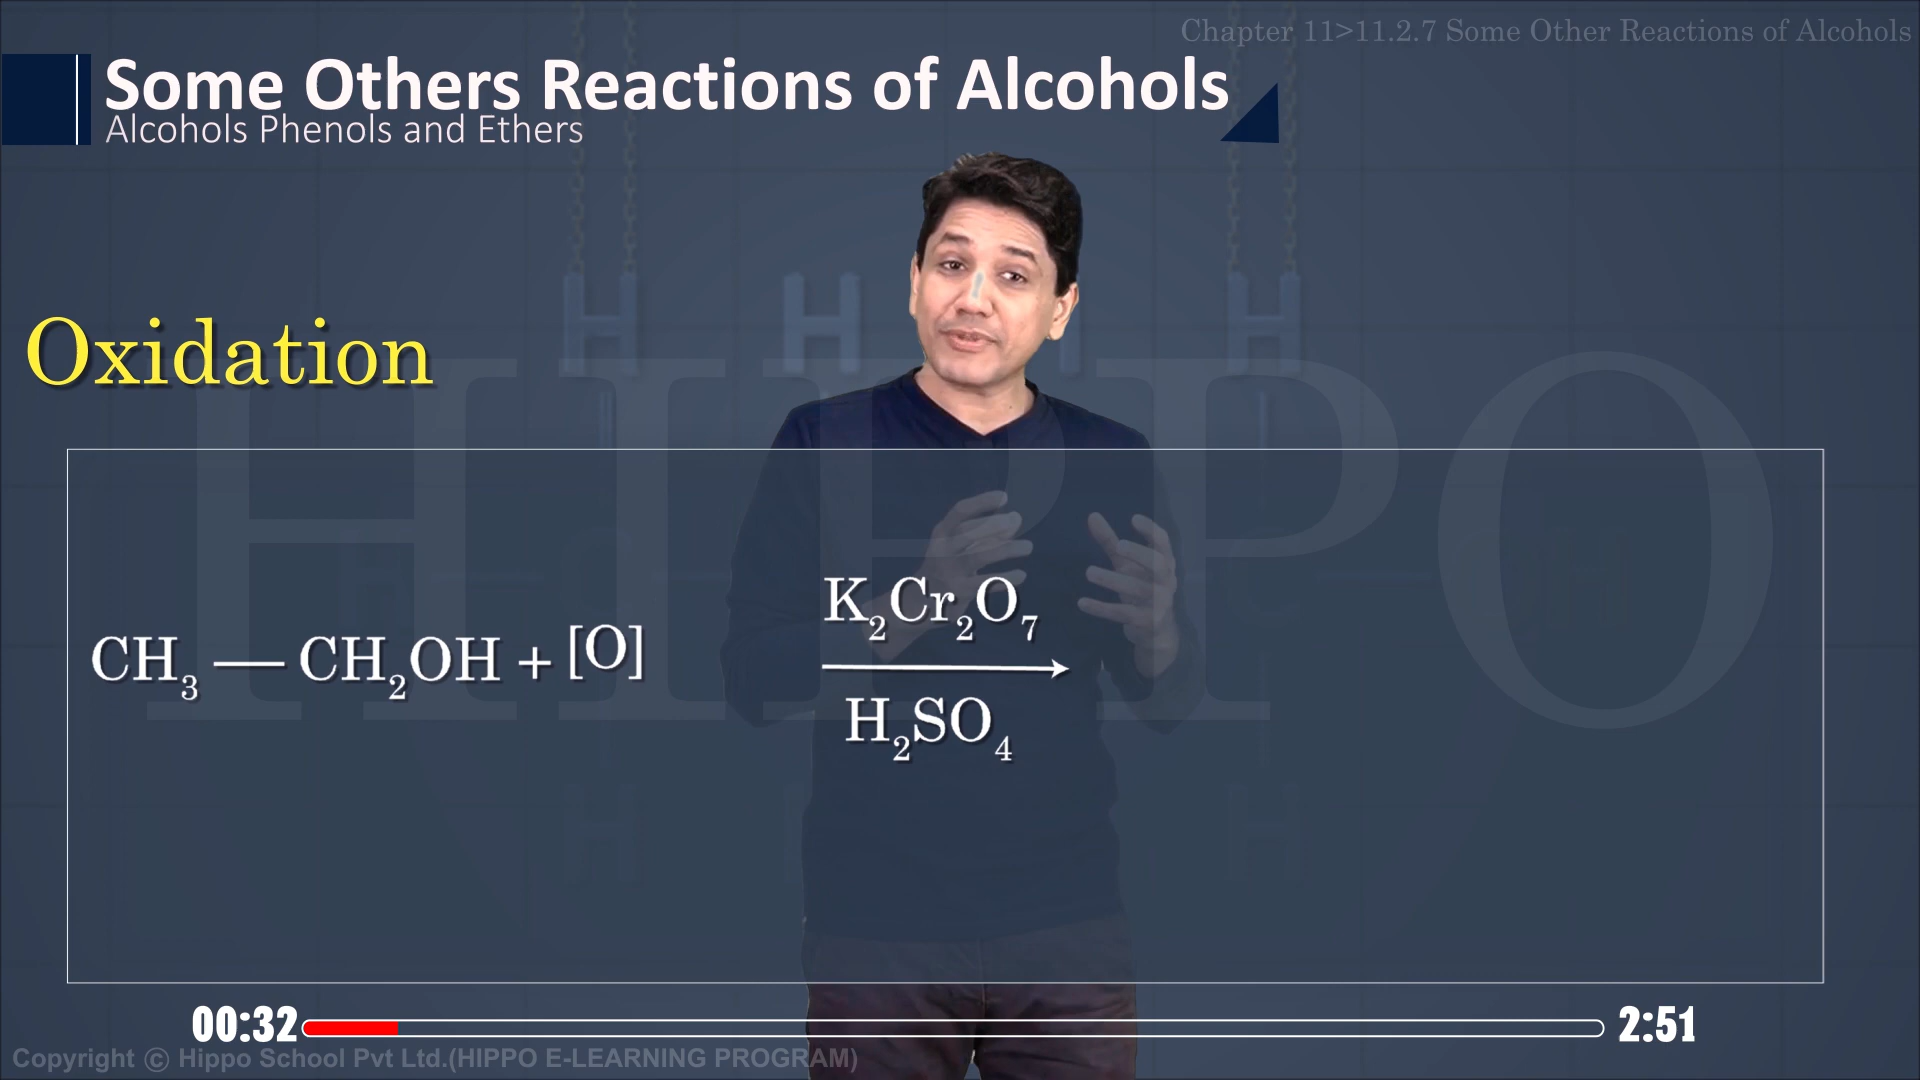 Chapter 11>11.2.7 Some Other Reactions of Alcohols
Some Others Reactions of Alcohols
Alcohols Phenols and Ethers
Oxidation
HIPPO
K₂Cr₂O₇
CH₃ — CH₂OH + [O] →
H₂SO₄
00:32 2:51
Copyright © Hippo School Pvt Ltd.(HIPPO E-LEARNING PROGRAM)